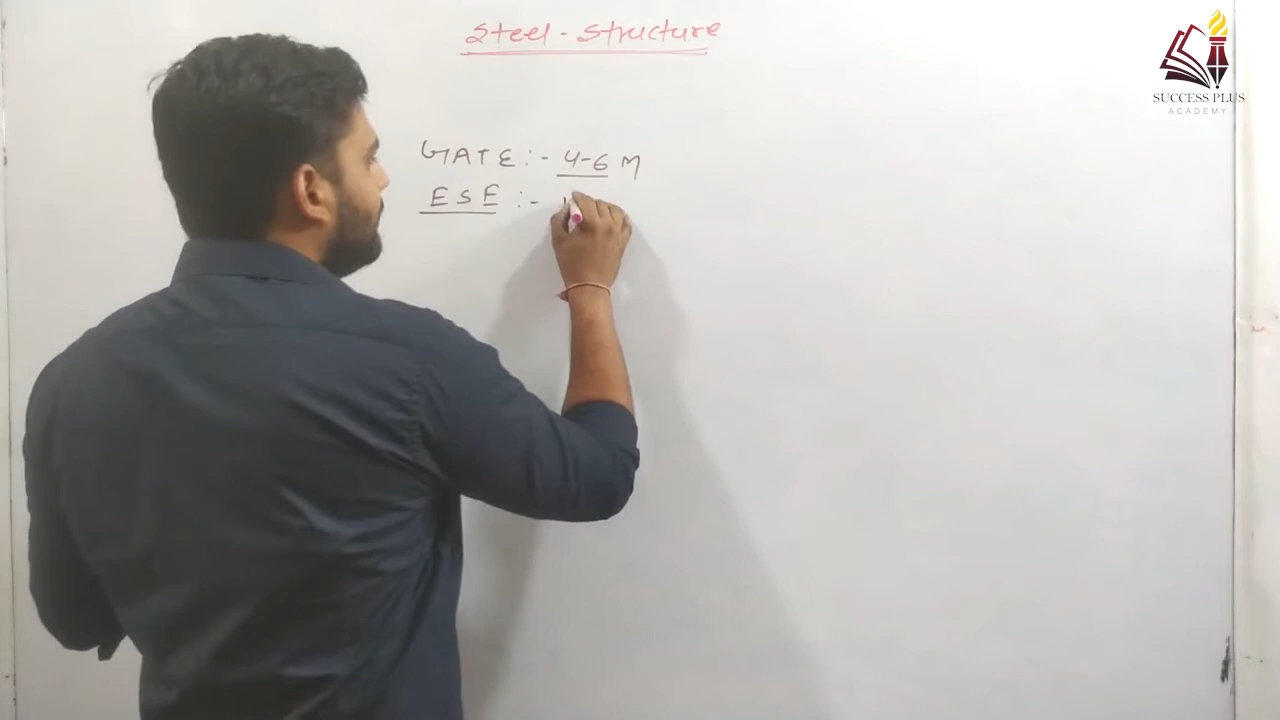 Steel-Structure
SUCCESS PLUS
ACADEMY
GATE:- 4-6 M
ESE :-